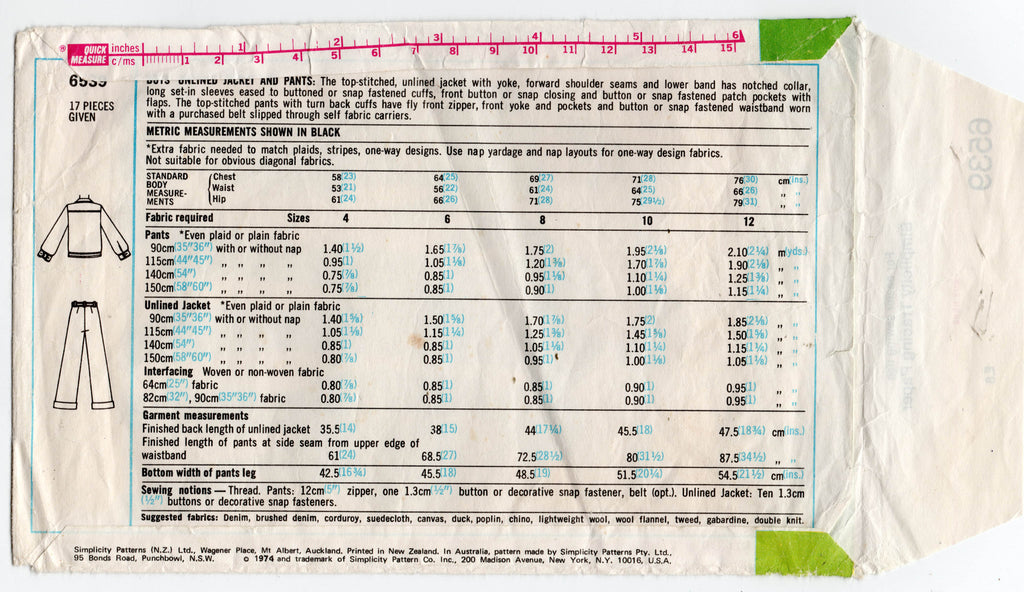 ® QUICK MEASURE inches 1 2 3 4 5 6
c/ms 1 2 3 4 5 6 7 8 9 10 11 12 13 14 15
6539
17 PIECES
GIVEN
BOYS' UNLINED JACKET AND PANTS: The top-stitched, unlined jacket with yoke, forward shoulder seams and lower band has notched collar,
long set-in sleeves eased to buttoned or snap fastened cuffs, front button or snap closing and button or snap fastened patch pockets with
flaps. The top-stitched pants with turn back cuffs have fly front zipper, front yoke and pockets and button or snap fastened waistband worn
with a purchased belt slipped through self fabric carriers.
METRIC MEASUREMENTS SHOWN IN BLACK
*Extra fabric needed to match plaids, stripes, one-way designs. Use nap yardage and nap layouts for one-way design fabrics.
Not suitable for obvious diagonal fabrics.
STANDARD BODY MEASURE- MENTS
Chest 58(23) 64(25) 69(27) 71(28) 76(30) cm(ins.)
Waist 53(21) 56(22) 61(24) 64(25) 66(26) " "
Hip 61(24) 66(26) 71(28) 75(29½) 79(31) " "
Fabric required Sizes 4 6 8 10 12
Pants *Even plaid or plain fabric
90cm(35"36") with or without nap 1.40(1½) 1.65(1⅞) 1.75(2) 1.95(2⅛) 2.10(2¼) m(yds.)
115cm(44"45") " " " " 0.95(1) 1.05(1⅛) 1.20(1⅜) 1.70(1⅞) 1.90(2⅛) " "
140cm(54") " " " " 0.75(⅞) 0.85(1) 0.95(1⅛) 1.10(1¼) 1.25(1⅜) " "
150cm(58"60") " " " " 0.75(⅞) 0.85(1) 0.90(1) 1.00(1⅛) 1.15(1¼) " "
Unlined Jacket *Even plaid or plain fabric
90cm(35"36") with or without nap 1.40(1⅝) 1.50(1⅝) 1.70(1⅞) 1.75(2) 1.85(2⅛) " "
115cm(44"45") " " " " 1.05(1⅛) 1.15(1¼) 1.25(1⅜) 1.45(1⅝) 1.50(1⅝) " "
140cm(54") " " " " 0.85(1) 0.85(1) 1.05(1⅛) 1.10(1¼) 1.15(1¼) " "
150cm(58"60") " " " " 0.80(⅞) 0.85(1) 0.95(1) 1.00(1⅛) 1.05(1⅛) " "
Interfacing Woven or non-woven fabric
64cm(25") fabric 0.80(⅞) 0.85(1) 0.85(1) 0.90(1) 0.95(1) " "
82cm(32"), 90cm(35"36") fabric 0.80(⅞) 0.85(1) 0.85(1) 0.90(1) 0.95(1) " "
Garment measurements
Finished back length of unlined jacket 35.5(14) 38(15) 44(17¼) 45.5(18) 47.5(18¾) cm(ins.)
Finished length of pants at side seam from upper edge of
waistband 61(24) 68.5(27) 72.5(28½) 80(31½) 87.5(34½) " "
Bottom width of pants leg 42.5(16¾) 45.5(18) 48.5(19) 51.5(20¼) 54.5(21½) cm(ins.)
Sewing notions — Thread. Pants: 12cm(5") zipper, one 1.3cm(½") button or decorative snap fastener, belt (opt.). Unlined Jacket: Ten 1.3cm
(½") buttons or decorative snap fasteners.
Suggested fabrics: Denim, brushed denim, corduroy, suedecloth, canvas, duck, poplin, chino, lightweight wool, wool flannel, tweed, gabardine, double knit.
Simplicity Patterns (N.Z.) Ltd., Wagener Place, Mt Albert, Auckland. Printed in New Zealand. In Australia, pattern made by Simplicity Patterns Pty. Ltd.,
95 Bonds Road, Punchbowl, N.S.W. © 1974 and trademark of Simplicity Pattern Co. Inc., 200 Madison Avenue, New York, N.Y. 10016, U.S.A.
6539